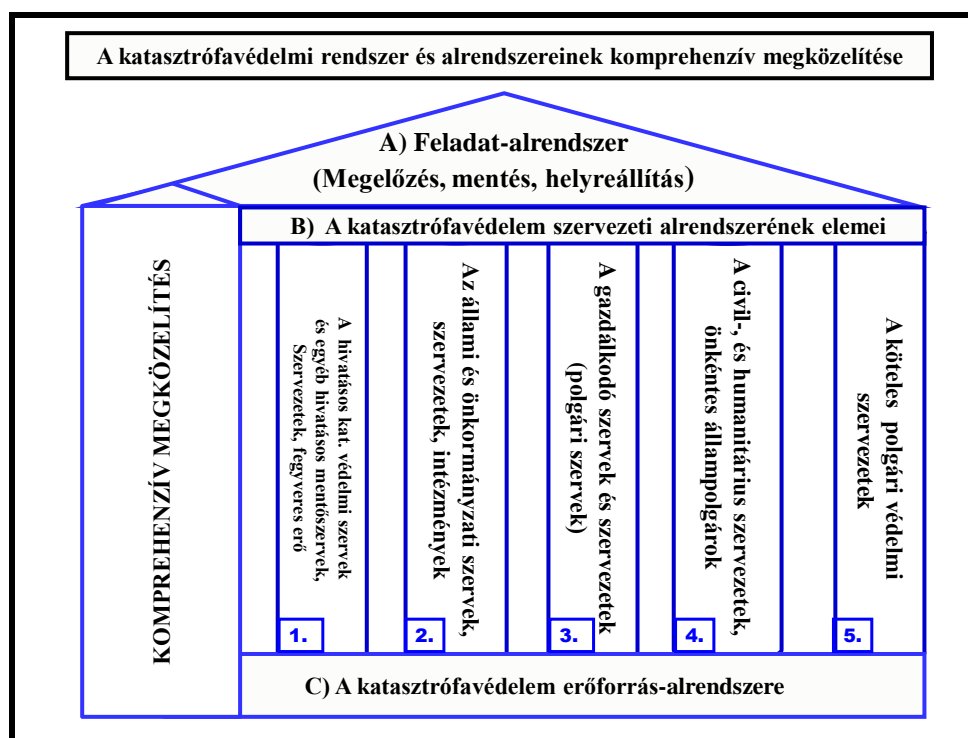 A katasztrófavédelmi rendszer és alrendszereinek komprehenzív megközelítése
A) Feladat-alrendszer
(Megelőzés, mentés, helyreállítás)
B) A katasztrófavédelem szervezeti alrendszerének elemei
KOMPREHENZÍV MEGKÖZELÍTÉS
A hivatásos kat. védelmi szervek
és egyéb hivatásos mentőszervek,
Szervezetek, fegyveres erő
1.
Az állami és önkormányzati szervek,
szervezetek, intézmények
2.
A gazdálkodó szervek és szervezetek
(polgári szervek)
3.
A civil-, és humanitárius szervezetek,
önkéntes állampolgárok
4.
A köteles polgári védelmi
szervezetek
5.
C) A katasztrófavédelem erőforrás-alrendszere